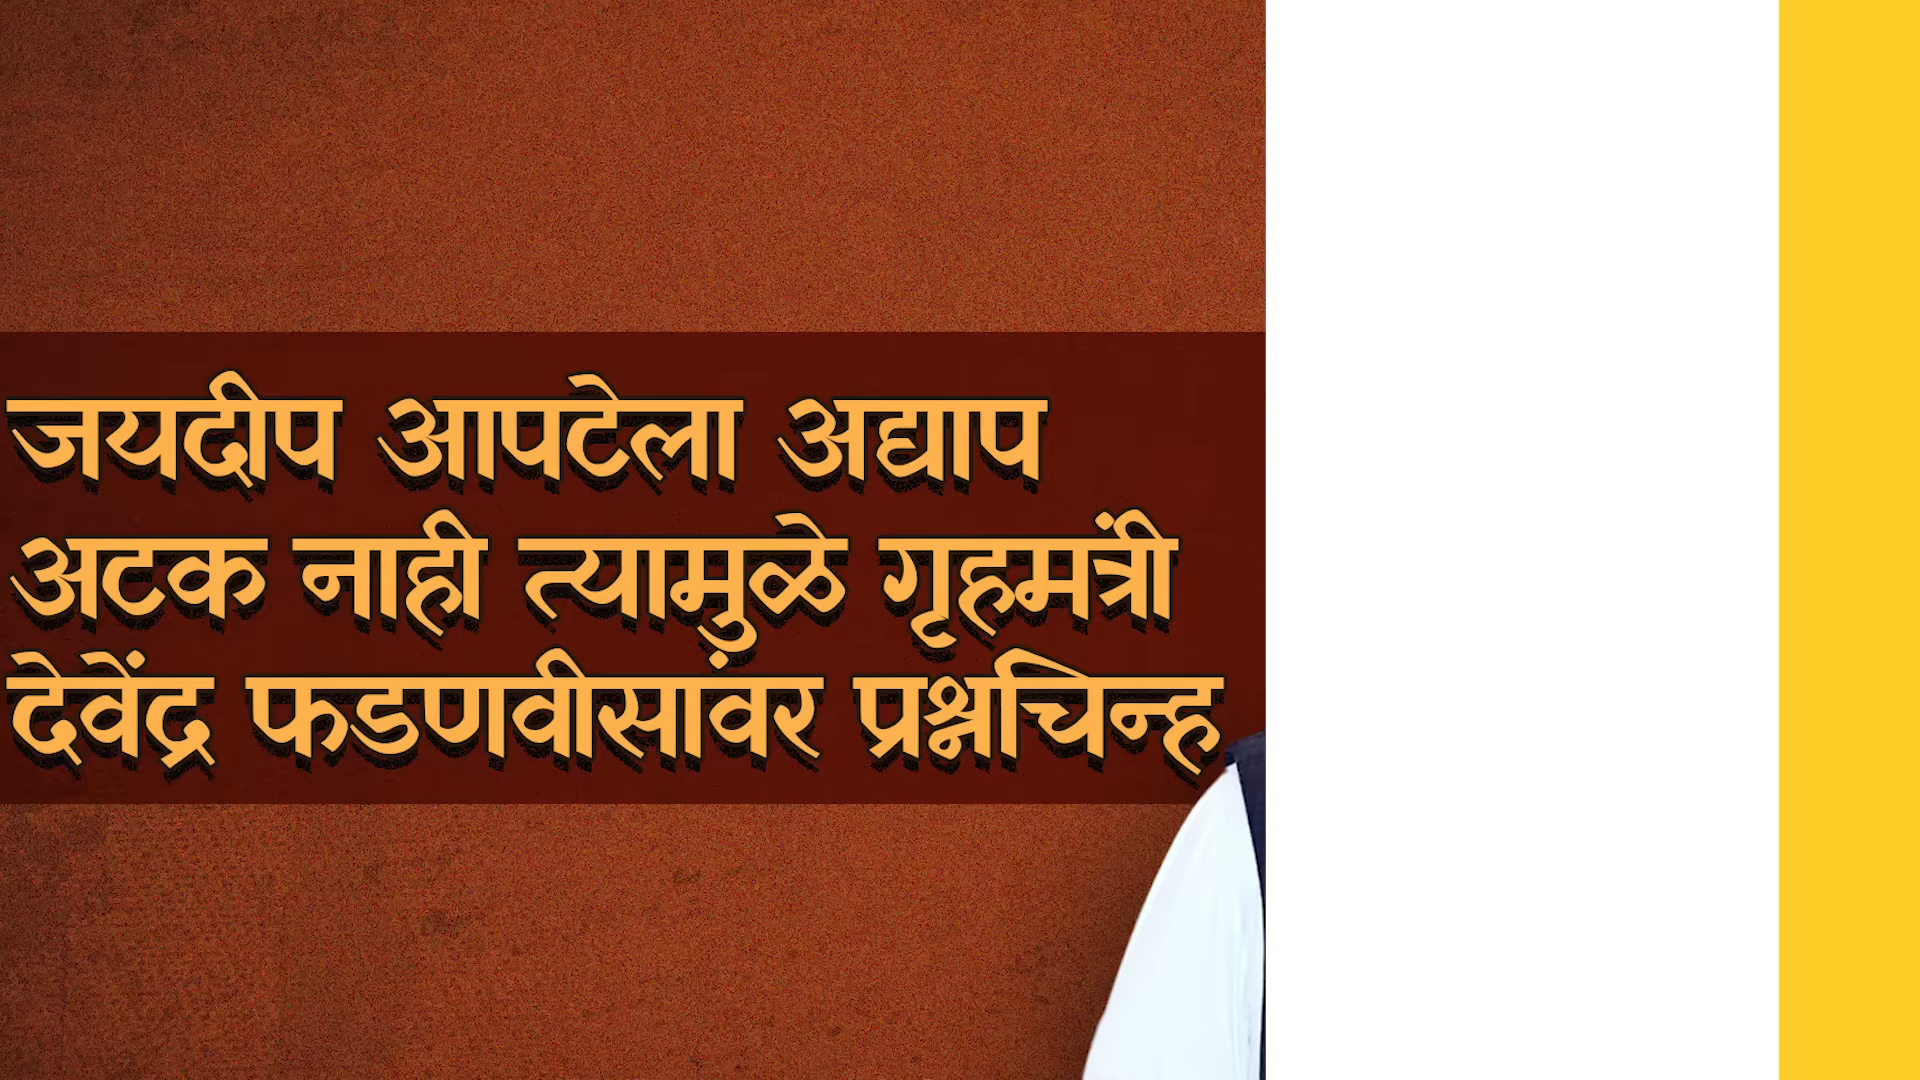 जयदीप आपटेला अद्याप
अटक नाही त्यामुळे गृहमंत्री
देवेंद्र फडणवीसांवर प्रश्नचिन्ह